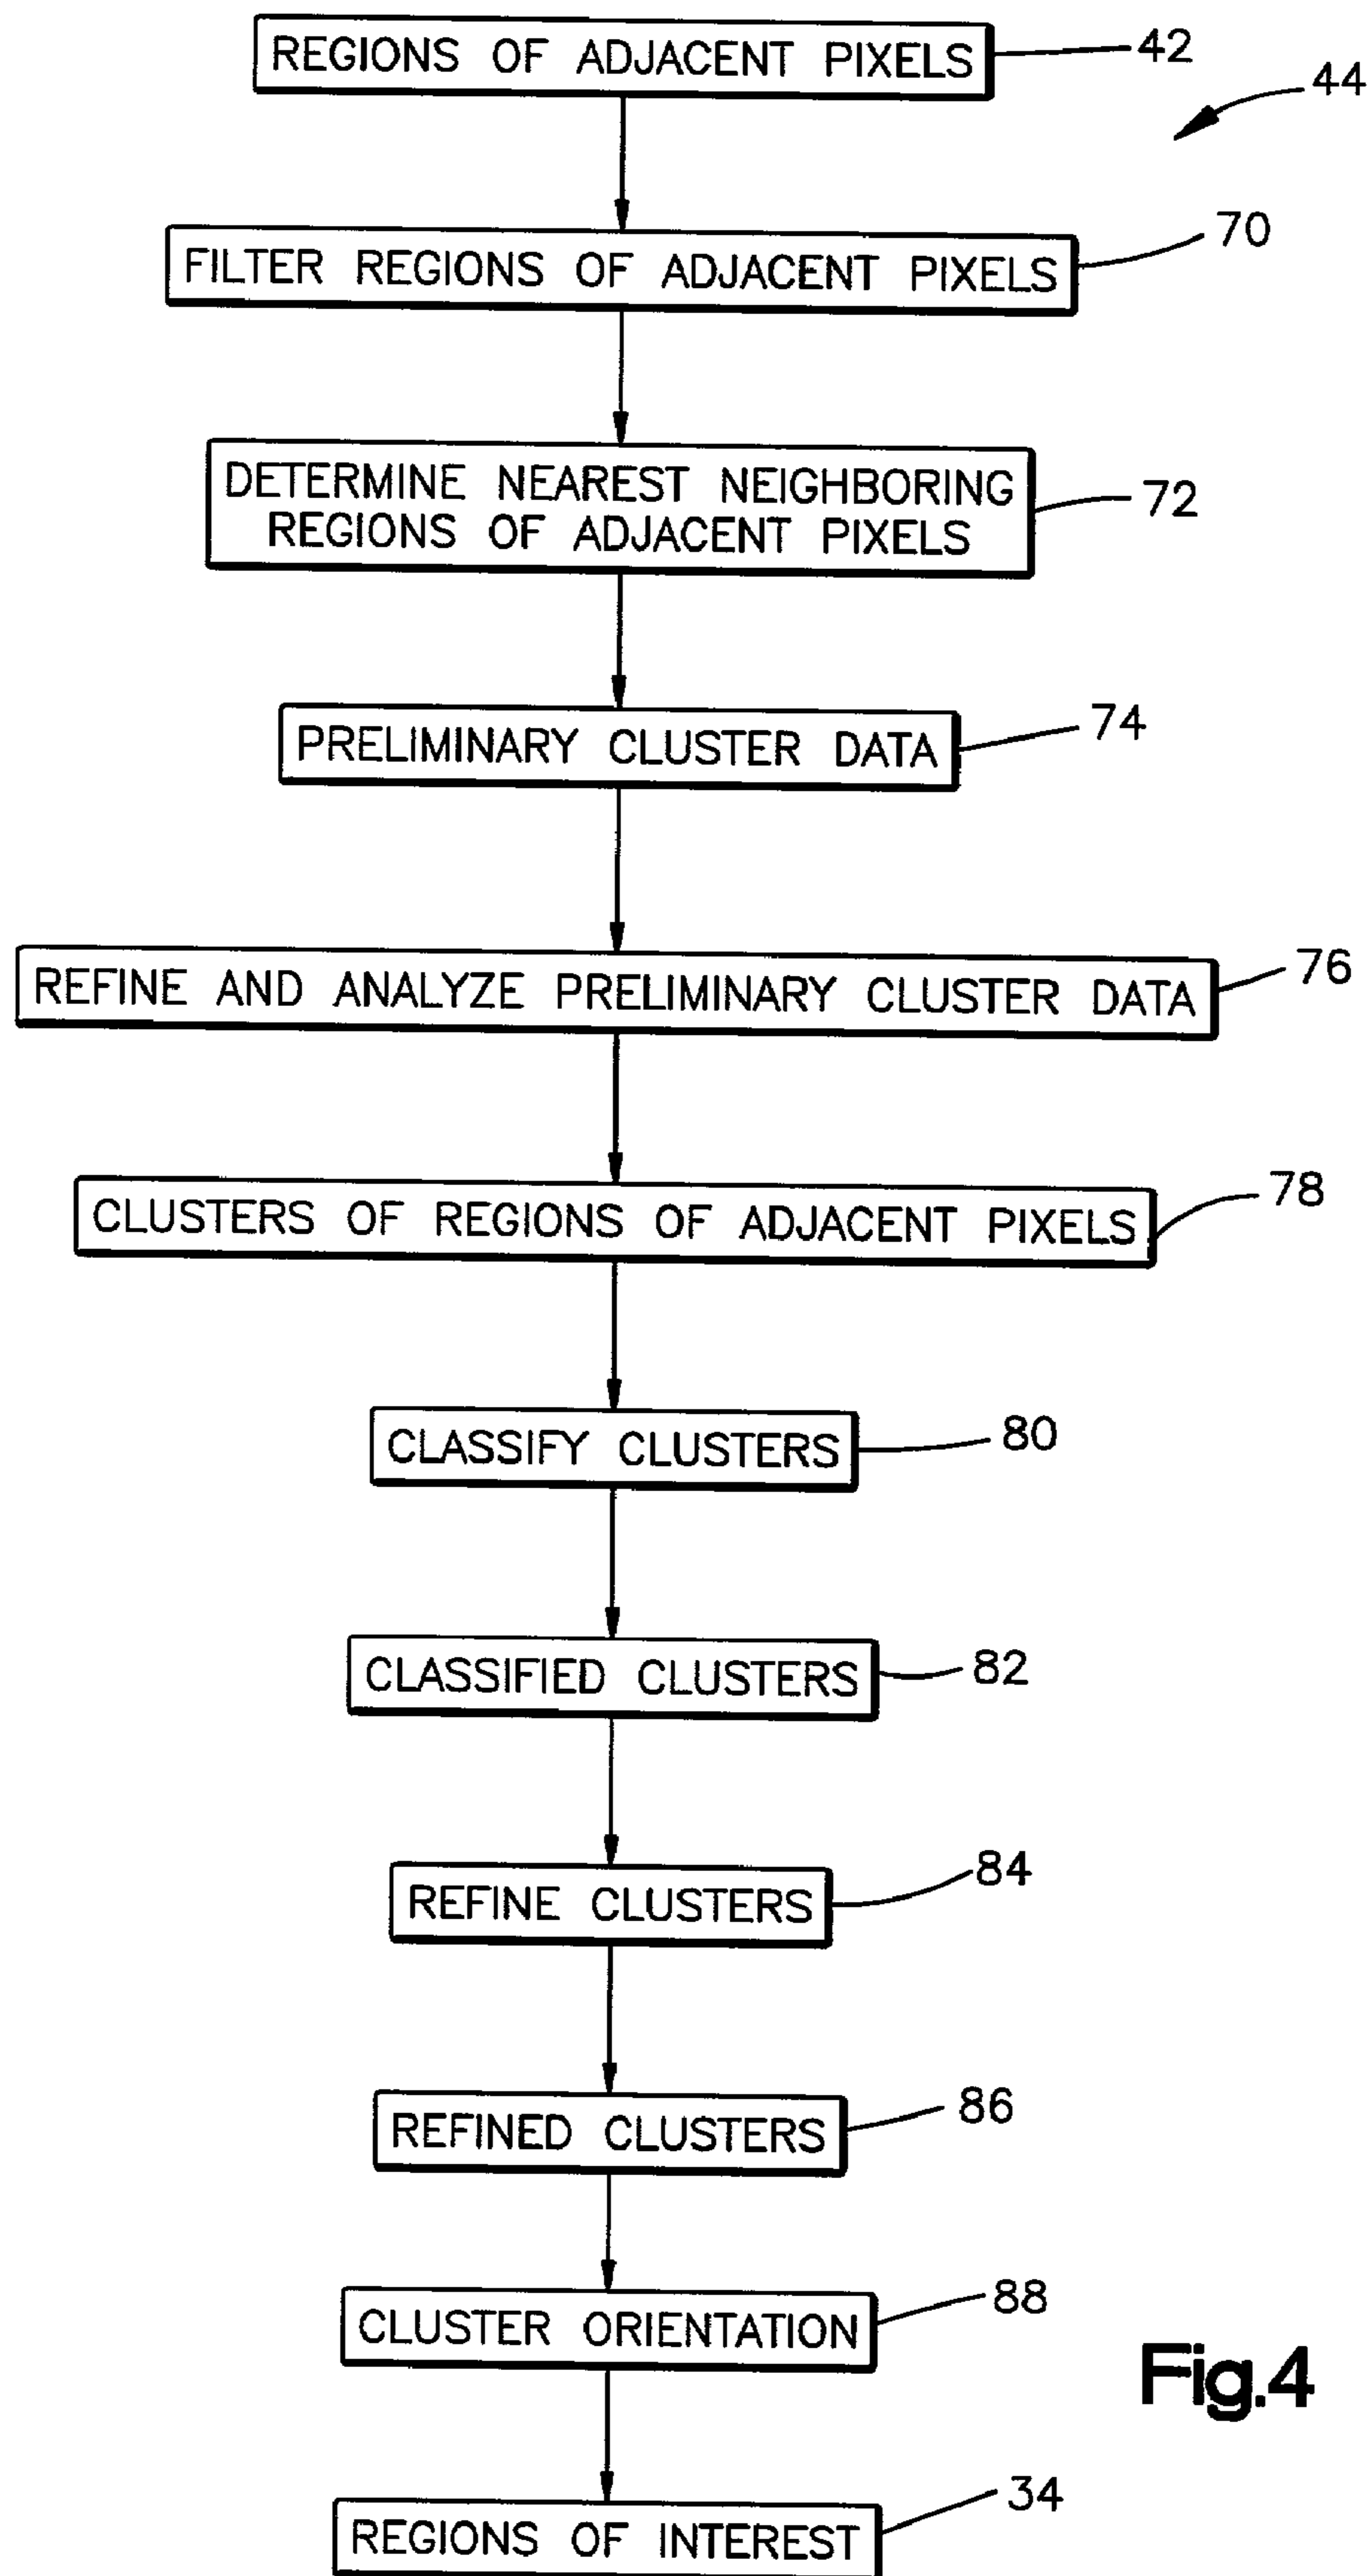 REGIONS OF ADJACENT PIXELS
42
44
FILTER REGIONS OF ADJACENT PIXELS
70
DETERMINE NEAREST NEIGHBORING
REGIONS OF ADJACENT PIXELS
72
PRELIMINARY CLUSTER DATA
74
REFINE AND ANALYZE PRELIMINARY CLUSTER DATA
76
CLUSTERS OF REGIONS OF ADJACENT PIXELS
78
CLASSIFY CLUSTERS
80
CLASSIFIED CLUSTERS
82
REFINE CLUSTERS
84
REFINED CLUSTERS
86
CLUSTER ORIENTATION
88
Fig.4
REGIONS OF INTEREST
34